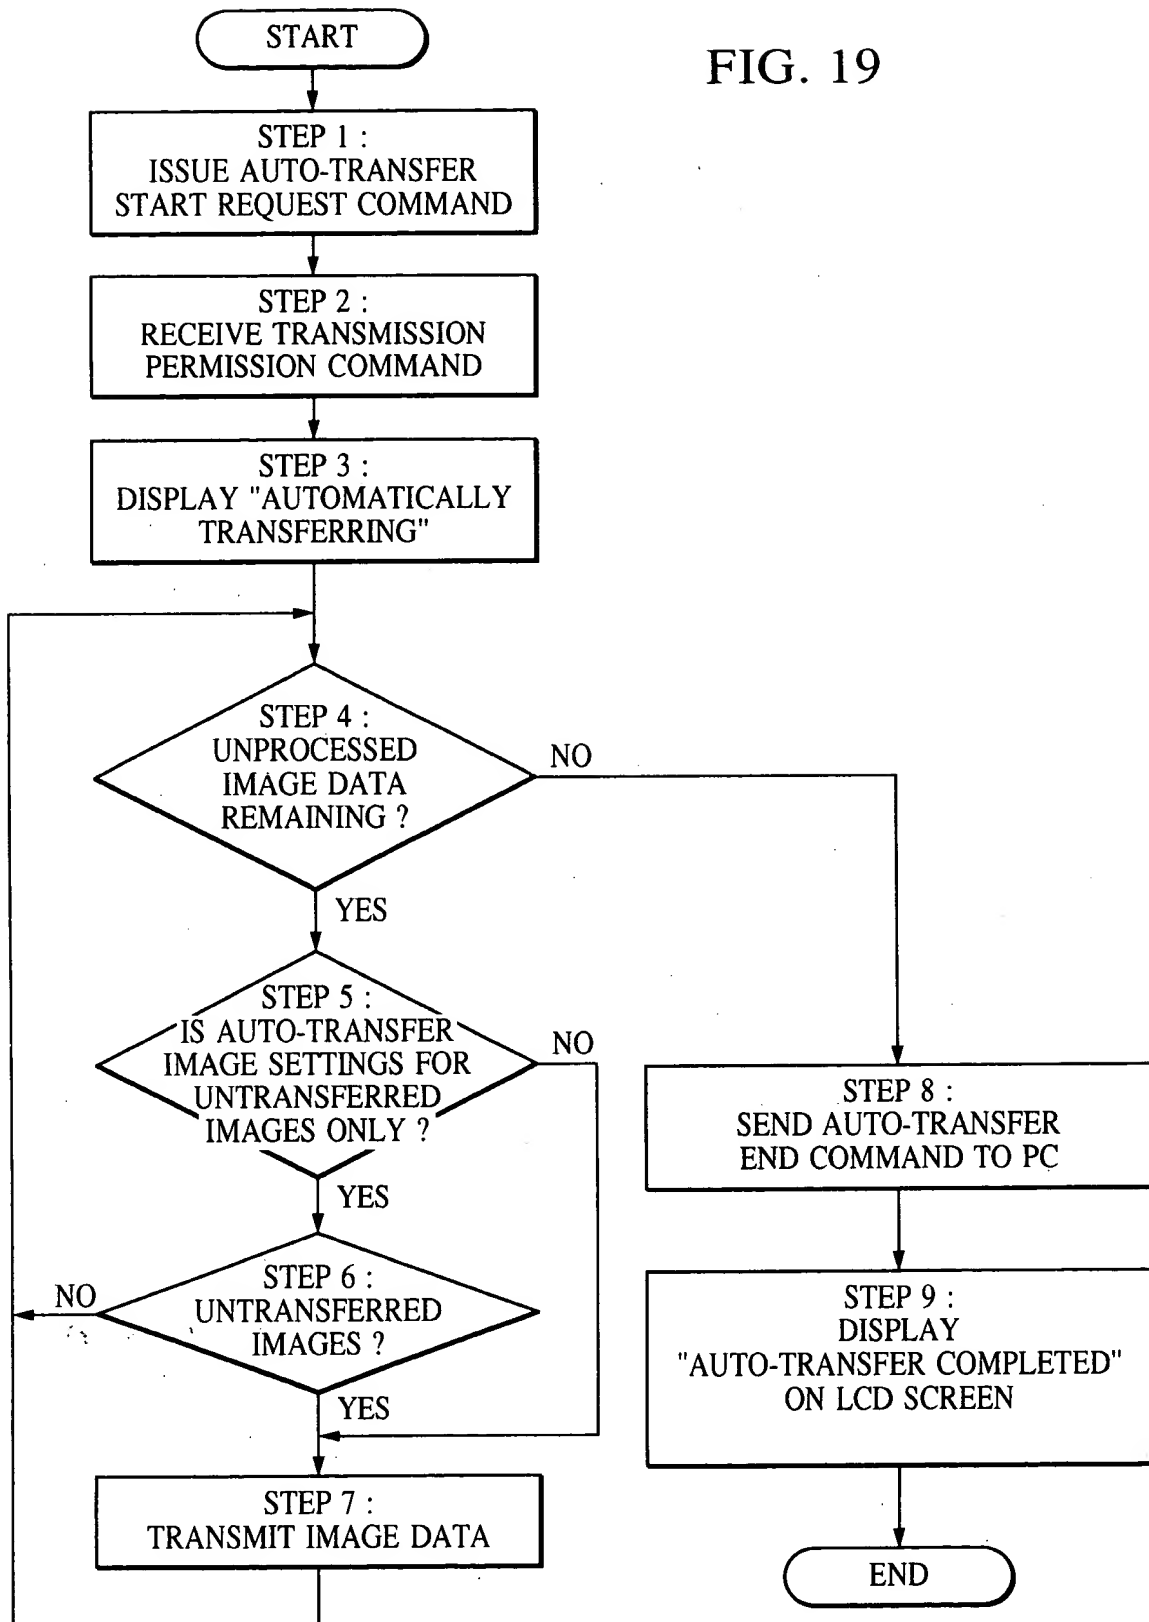 START
FIG. 19
STEP 1 :
ISSUE AUTO-TRANSFER
START REQUEST COMMAND
STEP 2 :
RECEIVE TRANSMISSION
PERMISSION COMMAND
STEP 3 :
DISPLAY "AUTOMATICALLY
TRANSFERRING"
STEP 4 :
UNPROCESSED
IMAGE DATA
REMAINING ?
NO
YES
STEP 5 :
IS AUTO-TRANSFER
IMAGE SETTINGS FOR
UNTRANSFERRED
IMAGES ONLY ?
NO
YES
STEP 6 :
UNTRANSFERRED
IMAGES ?
NO
YES
STEP 7 :
TRANSMIT IMAGE DATA
STEP 8 :
SEND AUTO-TRANSFER
END COMMAND TO PC
STEP 9 :
DISPLAY
"AUTO-TRANSFER COMPLETED"
ON LCD SCREEN
END